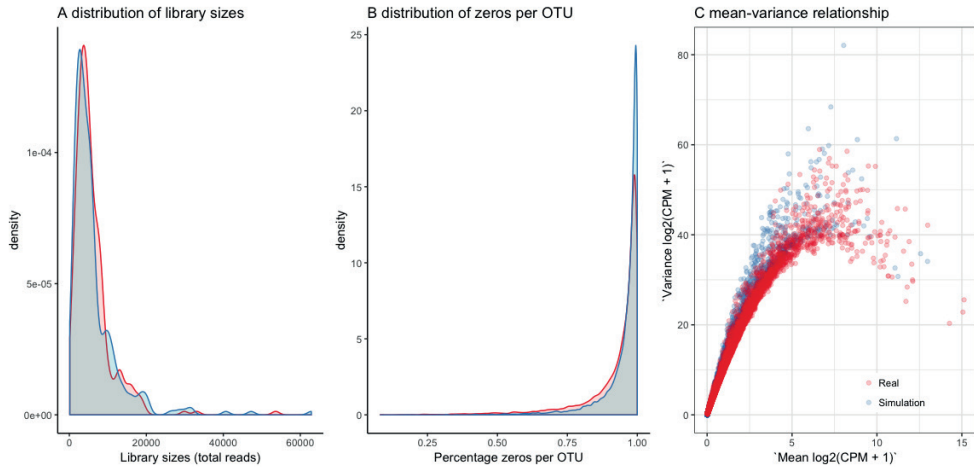 A distribution of library sizes
density
1e-04
5e-05
0e+00
0
20000
40000
60000
Library sizes (total reads)
B distribution of zeros per OTU
density
25
20
15
10
5
0
0.25
0.50
0.75
1.00
Percentage zeros per OTU
C mean-variance relationship
`Variance log2(CPM + 1)`
80
60
40
20
0
Real
Simulation
0
5
10
15
`Mean log2(CPM + 1)`